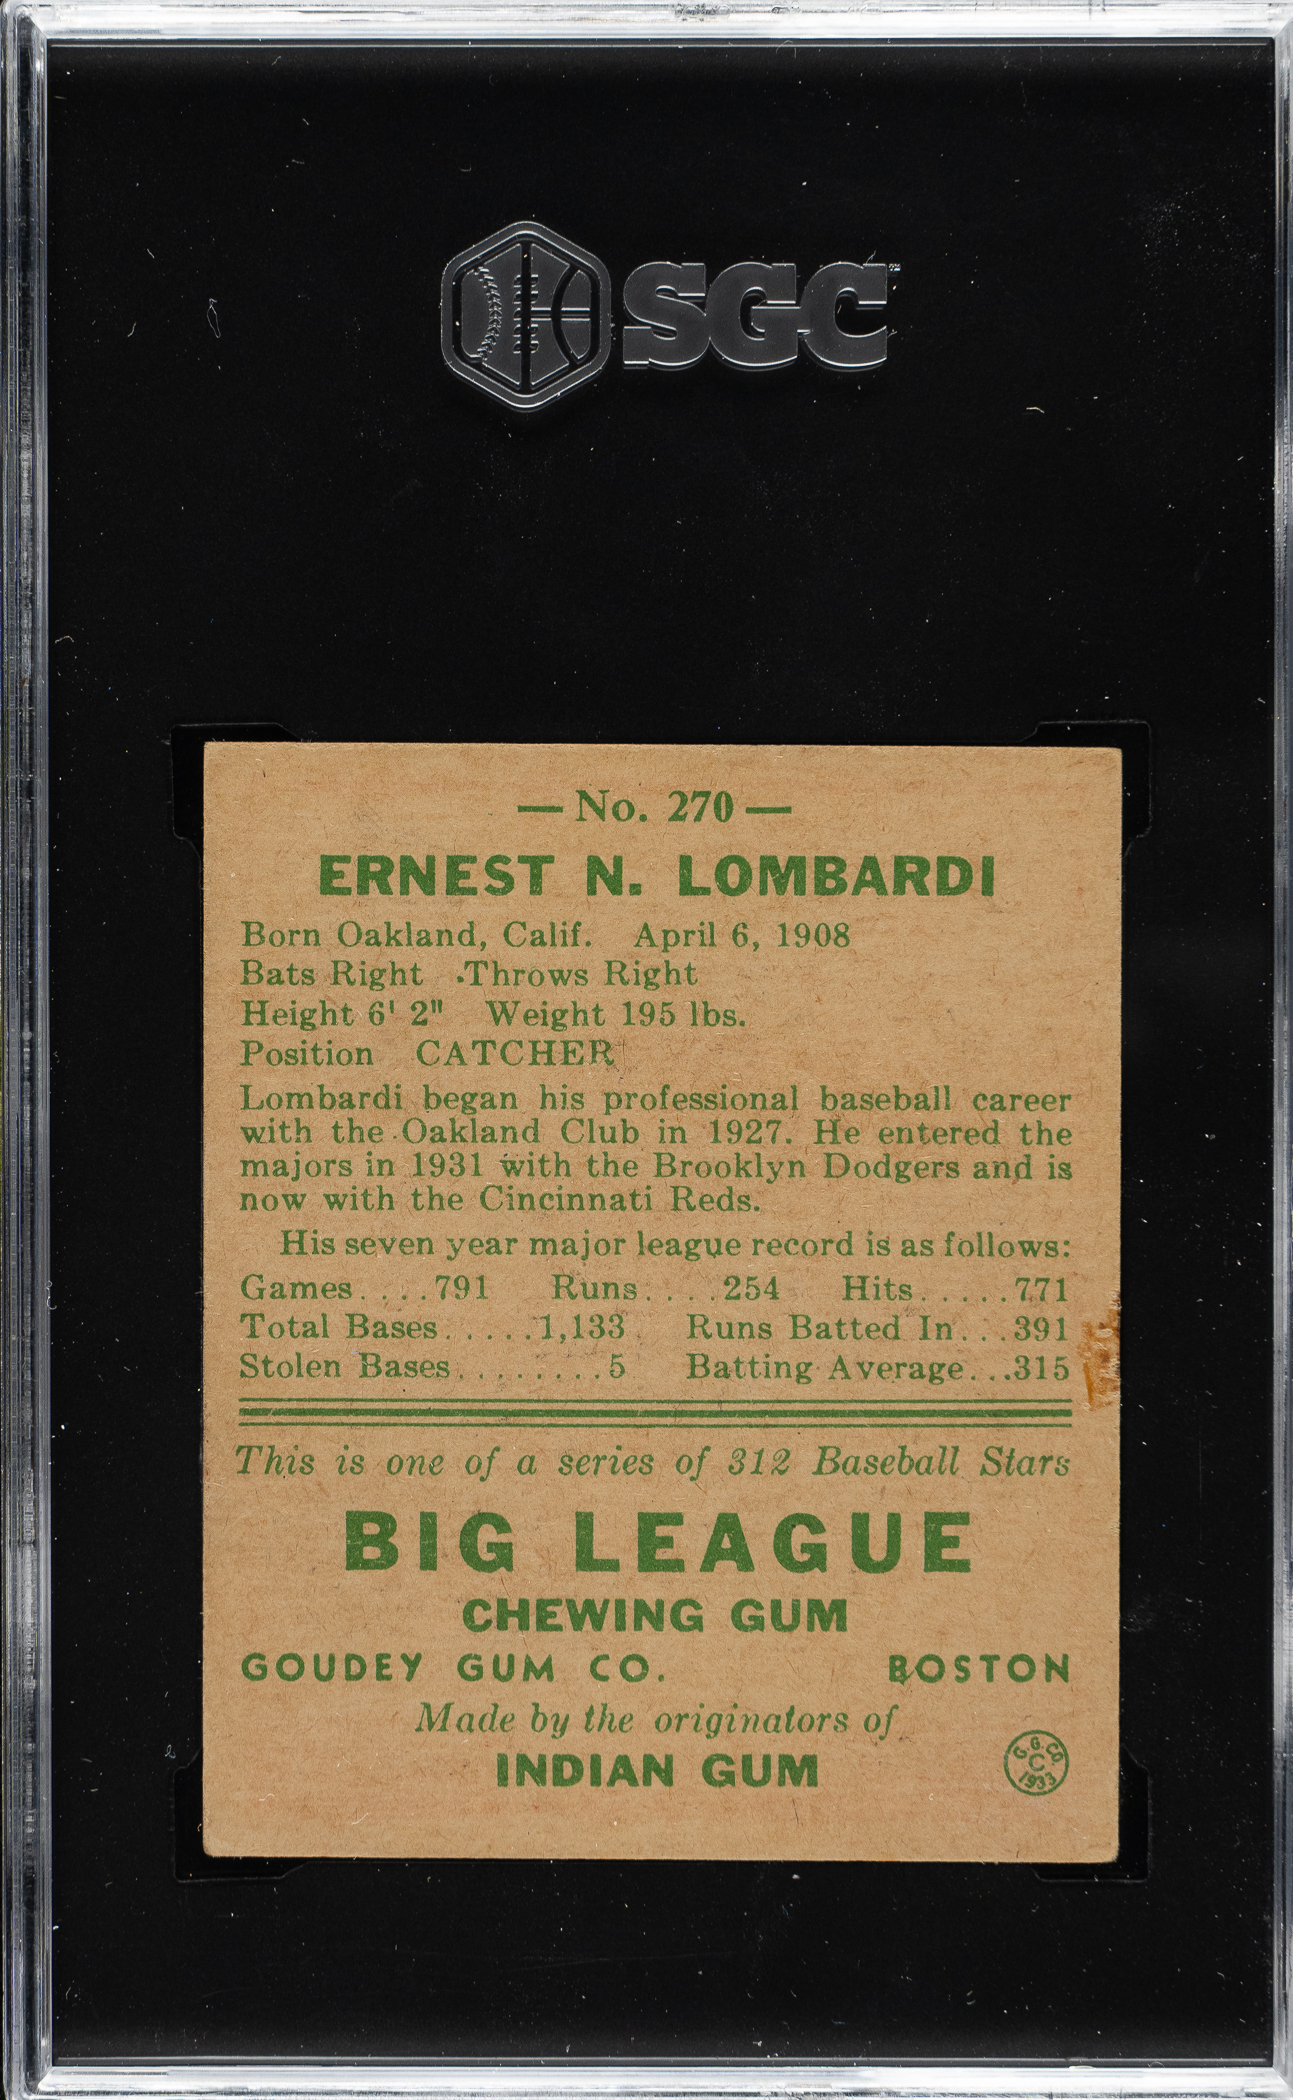 SGC
— No. 270 —
ERNEST N. LOMBARDI
Born Oakland, Calif. April 6, 1908
Bats Right .Throws Right
Height 6' 2" Weight 195 lbs.
Position CATCHER
Lombardi began his professional baseball career
with the Oakland Club in 1927. He entered the
majors in 1931 with the Brooklyn Dodgers and is
now with the Cincinnati Reds.
His seven year major league record is as follows:
Games....791 Runs....254 Hits.....771
Total Bases.....1,133 Runs Batted In...391
Stolen Bases........5 Batting Average...315
This is one of a series of 312 Baseball Stars
BIG LEAGUE
CHEWING GUM
GOUDEY GUM CO. BOSTON
Made by the originators of
INDIAN GUM
G. G. CO.
C
1933